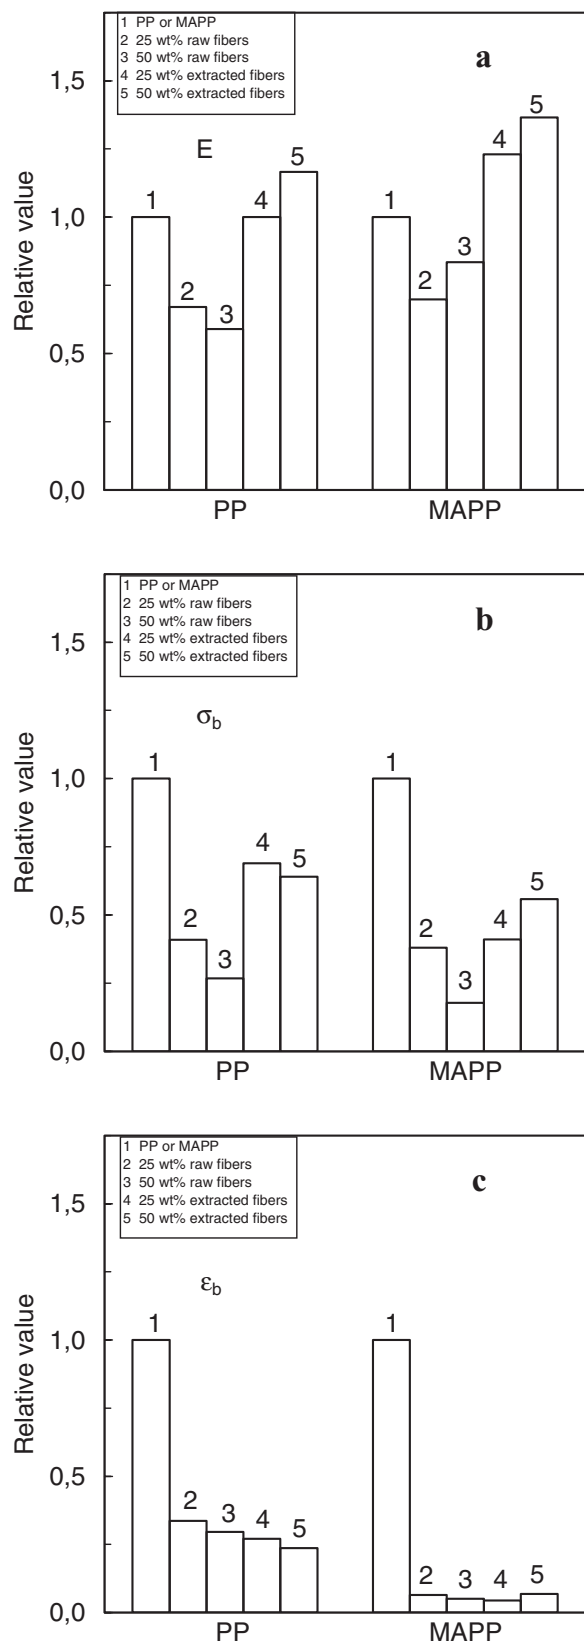 1 PP or MAPP
2 25 wt% raw fibers
3 50 wt% raw fibers
4 25 wt% extracted fibers
5 50 wt% extracted fibers
a
1,5
1,0
0,5
0,0
Relative value
E
1
2
3
4
5
1
2
3
4
5
PP
MAPP
1 PP or MAPP
2 25 wt% raw fibers
3 50 wt% raw fibers
4 25 wt% extracted fibers
5 50 wt% extracted fibers
b
1,5
1,0
0,5
0,0
Relative value
σb
1
2
3
4
5
1
2
3
4
5
PP
MAPP
1 PP or MAPP
2 25 wt% raw fibers
3 50 wt% raw fibers
4 25 wt% extracted fibers
5 50 wt% extracted fibers
c
1,5
1,0
0,5
0,0
Relative value
εb
1
2
3
4
5
1
2
3
4
5
PP
MAPP